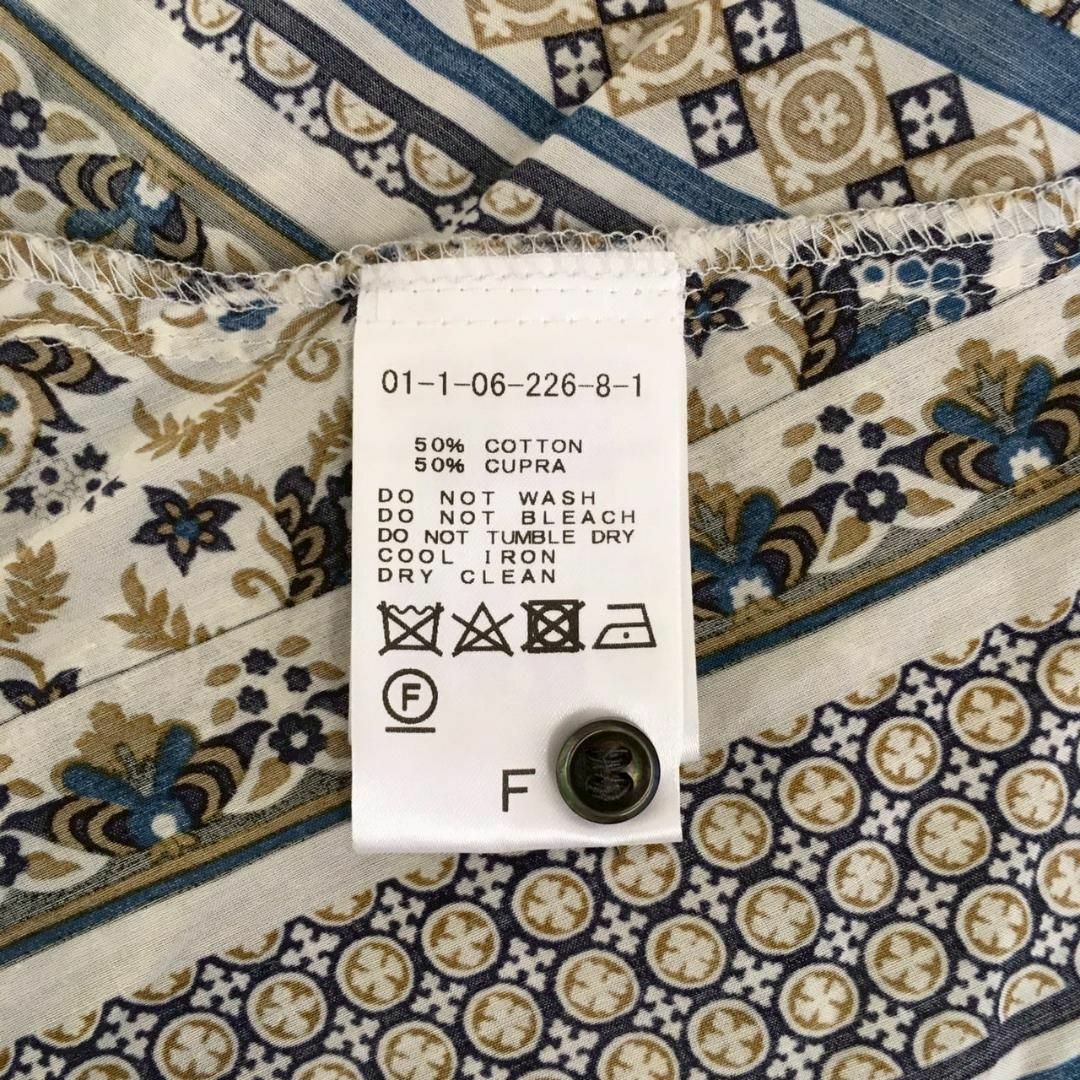 01-1-06-226-8-1
50% COTTON
50% CUPRA
DO NOT WASH
DO NOT BLEACH
DO NOT TUMBLE DRY
COOL IRON
DRY CLEAN
F
F